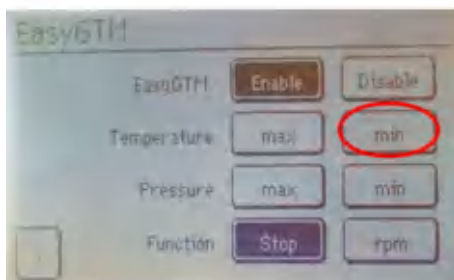 EasyGTM
EasyGTM Enable Disable
Temperature max min
Pressure max min
Function Stop rpm